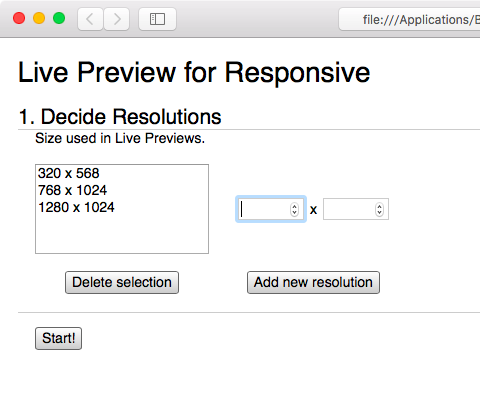 file:///Applications/B
Live Preview for Responsive
1. Decide Resolutions
Size used in Live Previews.
320 x 568
768 x 1024
1280 x 1024
x
Delete selection
Add new resolution
Start!